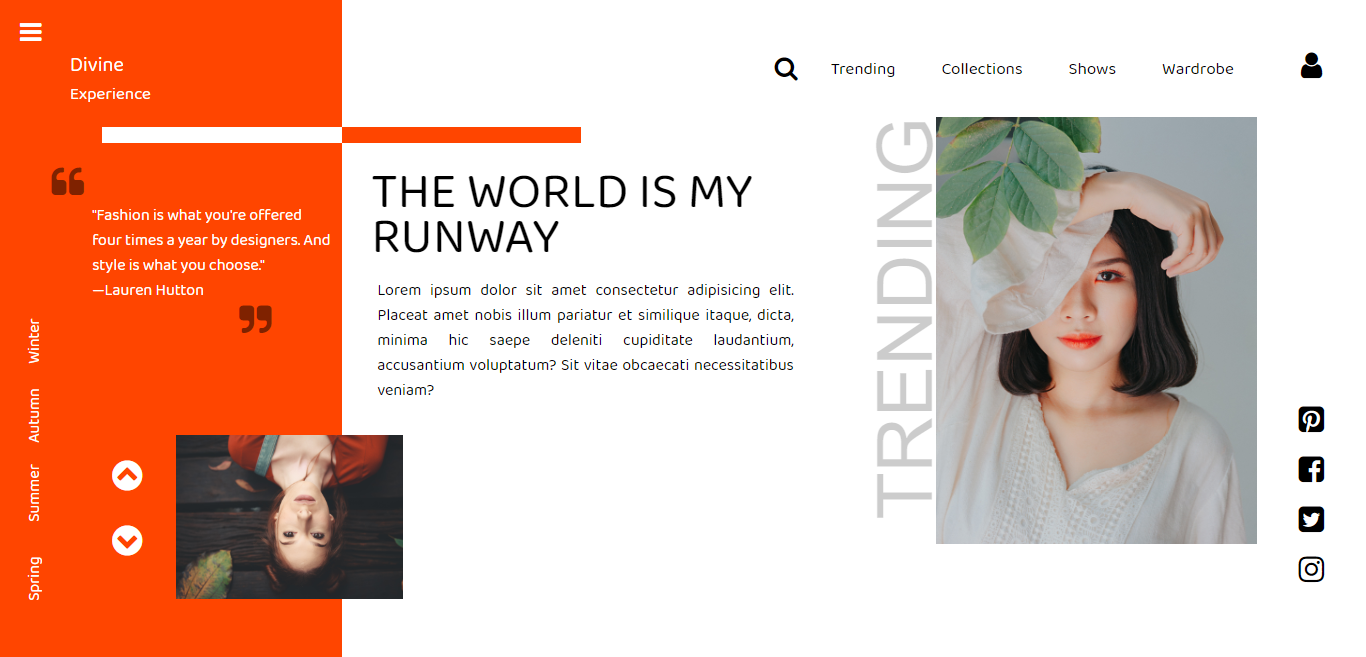 Divine
Experience
Trending
Collections
Shows
Wardrobe
"Fashion is what you're offered
four times a year by designers. And
style is what you choose."
—Lauren Hutton
THE WORLD IS MY
RUNWAY
Lorem ipsum dolor sit amet consectetur adipisicing elit.
Placeat amet nobis illum pariatur et similique itaque, dicta,
minima hic saepe deleniti cupiditate laudantium,
accusantium voluptatum? Sit vitae obcaecati necessitatibus
veniam?
TRENDING
Winter
Autumn
Summer
Spring